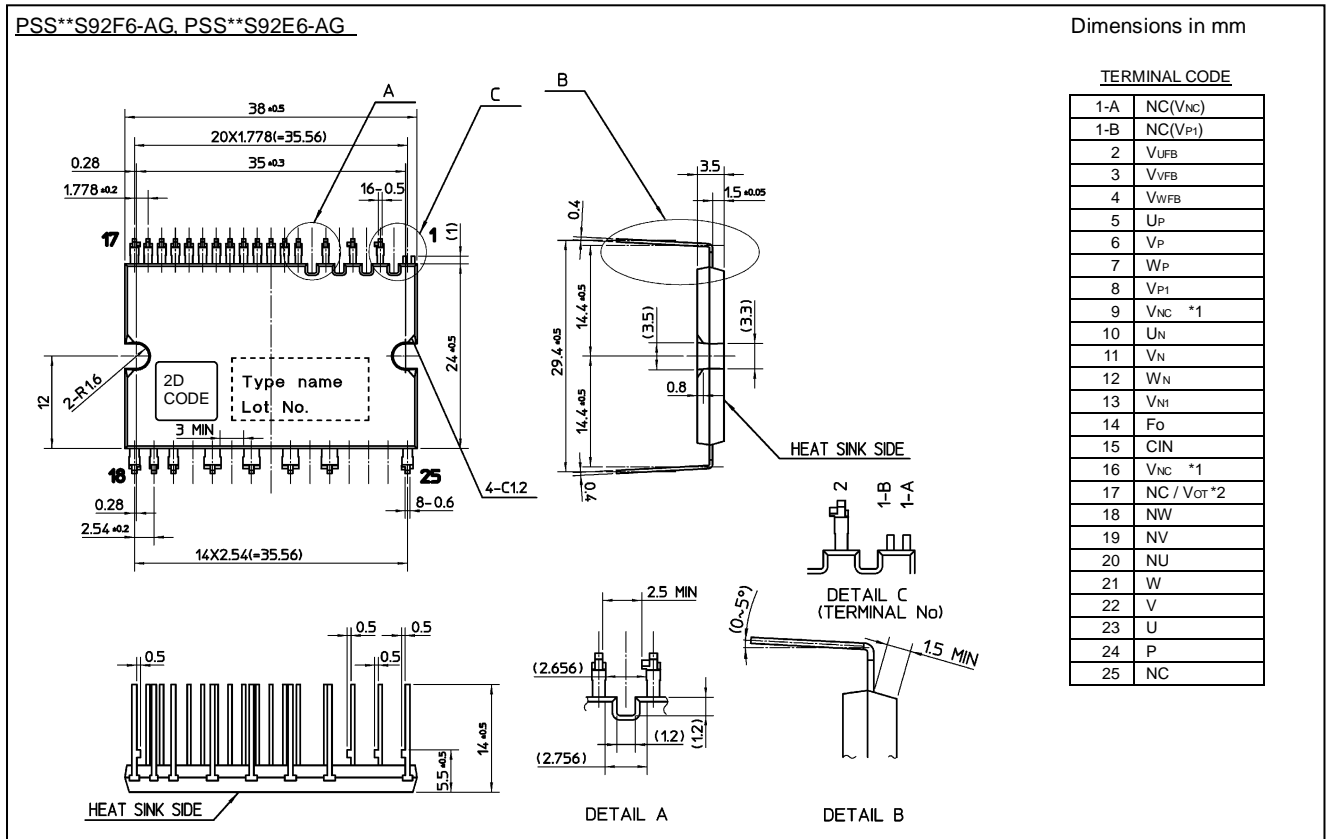 PSS**S92F6-AG, PSS**S92E6-AG
Dimensions in mm
TERMINAL CODE
1-A NC(VNC)
1-B NC(VP1)
2 VUFB
3 VVFB
4 VWFB
5 UP
6 VP
7 WP
8 VP1
9 VNC *1
10 UN
11 VN
12 WN
13 VN1
14 Fo
15 CIN
16 VNC *1
17 NC / VOT *2
18 NW
19 NV
20 NU
21 W
22 V
23 U
24 P
25 NC
A
C
B
38 ±0.5
20X1.778(=35.56)
0.28
35 ±0.3
1.778 ±0.2
16-0.5
17
1
(1)
24 ±0.5
12
2-R1.6
2D
CODE
Type name
Lot No.
3 MIN
18
25
4-C1.2
0.28
8-0.6
2.54 ±0.2
14X2.54(=35.56)
3.5
1.5 ±0.05
0.4
29.4 ±0.5
14.4 ±0.5
14.4 ±0.5
(3.5)
(3.3)
0.8
0.4
HEAT SINK SIDE
2
1-B
1-A
DETAIL C
(TERMINAL No)
0.5
0.5
0.5
0.5
14 ±0.5
5.5 ±0.5
HEAT SINK SIDE
2.5 MIN
(2.656)
(1.2)
(1.2)
(2.756)
DETAIL A
(0~5°)
1.5 MIN
DETAIL B